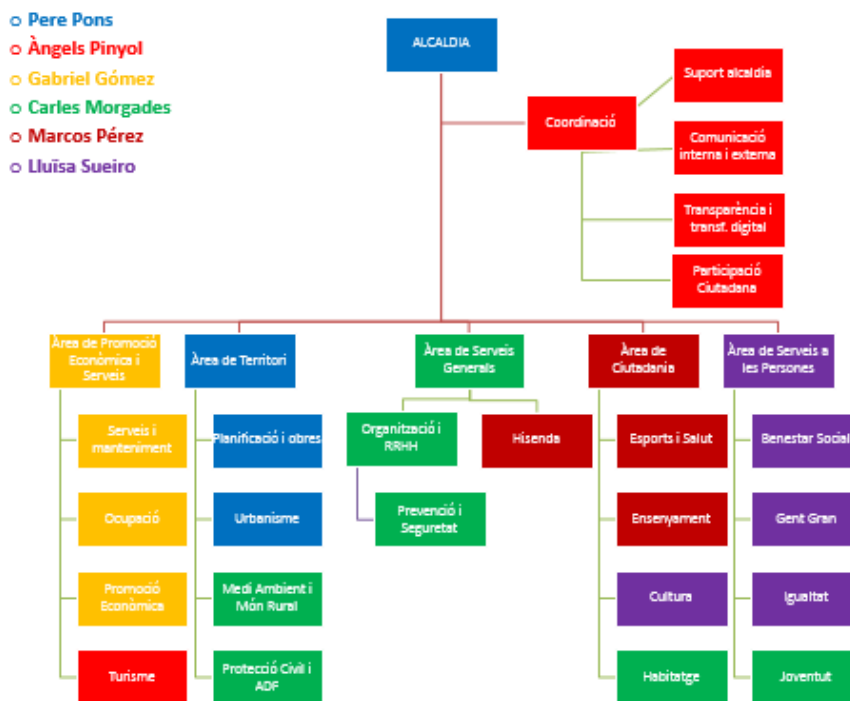 o Pere Pons
o Àngels Pinyol
o Gabriel Gómez
o Carles Morgades
o Marcos Pérez
o Lluïsa Sueiro
ALCALDIA
Coordinació
Suport alcaldia
Comunicació
interna i externa
Transparència i
transf. digital
Participació
Ciutadana
Àrea de Promoció
Econòmica i
Serveis
Àrea de Territori
Àrea de Serveis
Generals
Àrea de
Ciutadania
Àrea de Serveis a
les Persones
Serveis i
manteniment
Ocupació
Promoció
Econòmica
Turisme
Planificació i obres
Urbanisme
Medi Ambient i
Món Rural
Protecció Civil i
ADF
Organització i
RRHH
Prevenció i
Seguretat
Hisenda
Esports i Salut
Ensenyament
Cultura
Habitatge
Benestar Social
Gent Gran
Igualtat
Joventut